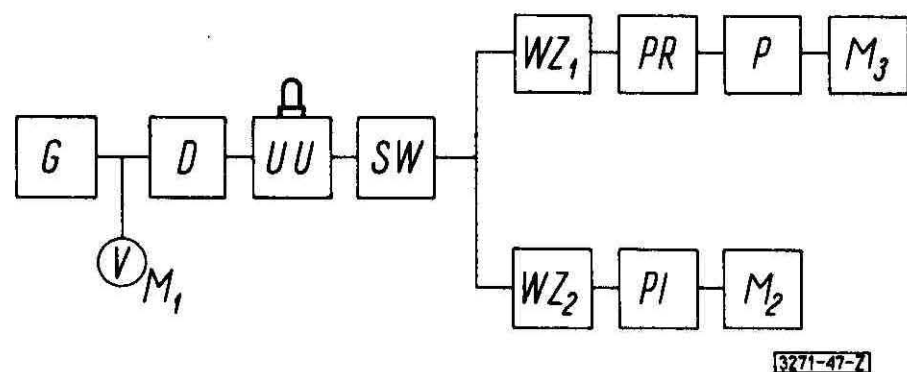 WZ₁ PR P M₃
G D UU SW
V M₁
WZ₂ PI M₂
3271-47-Z